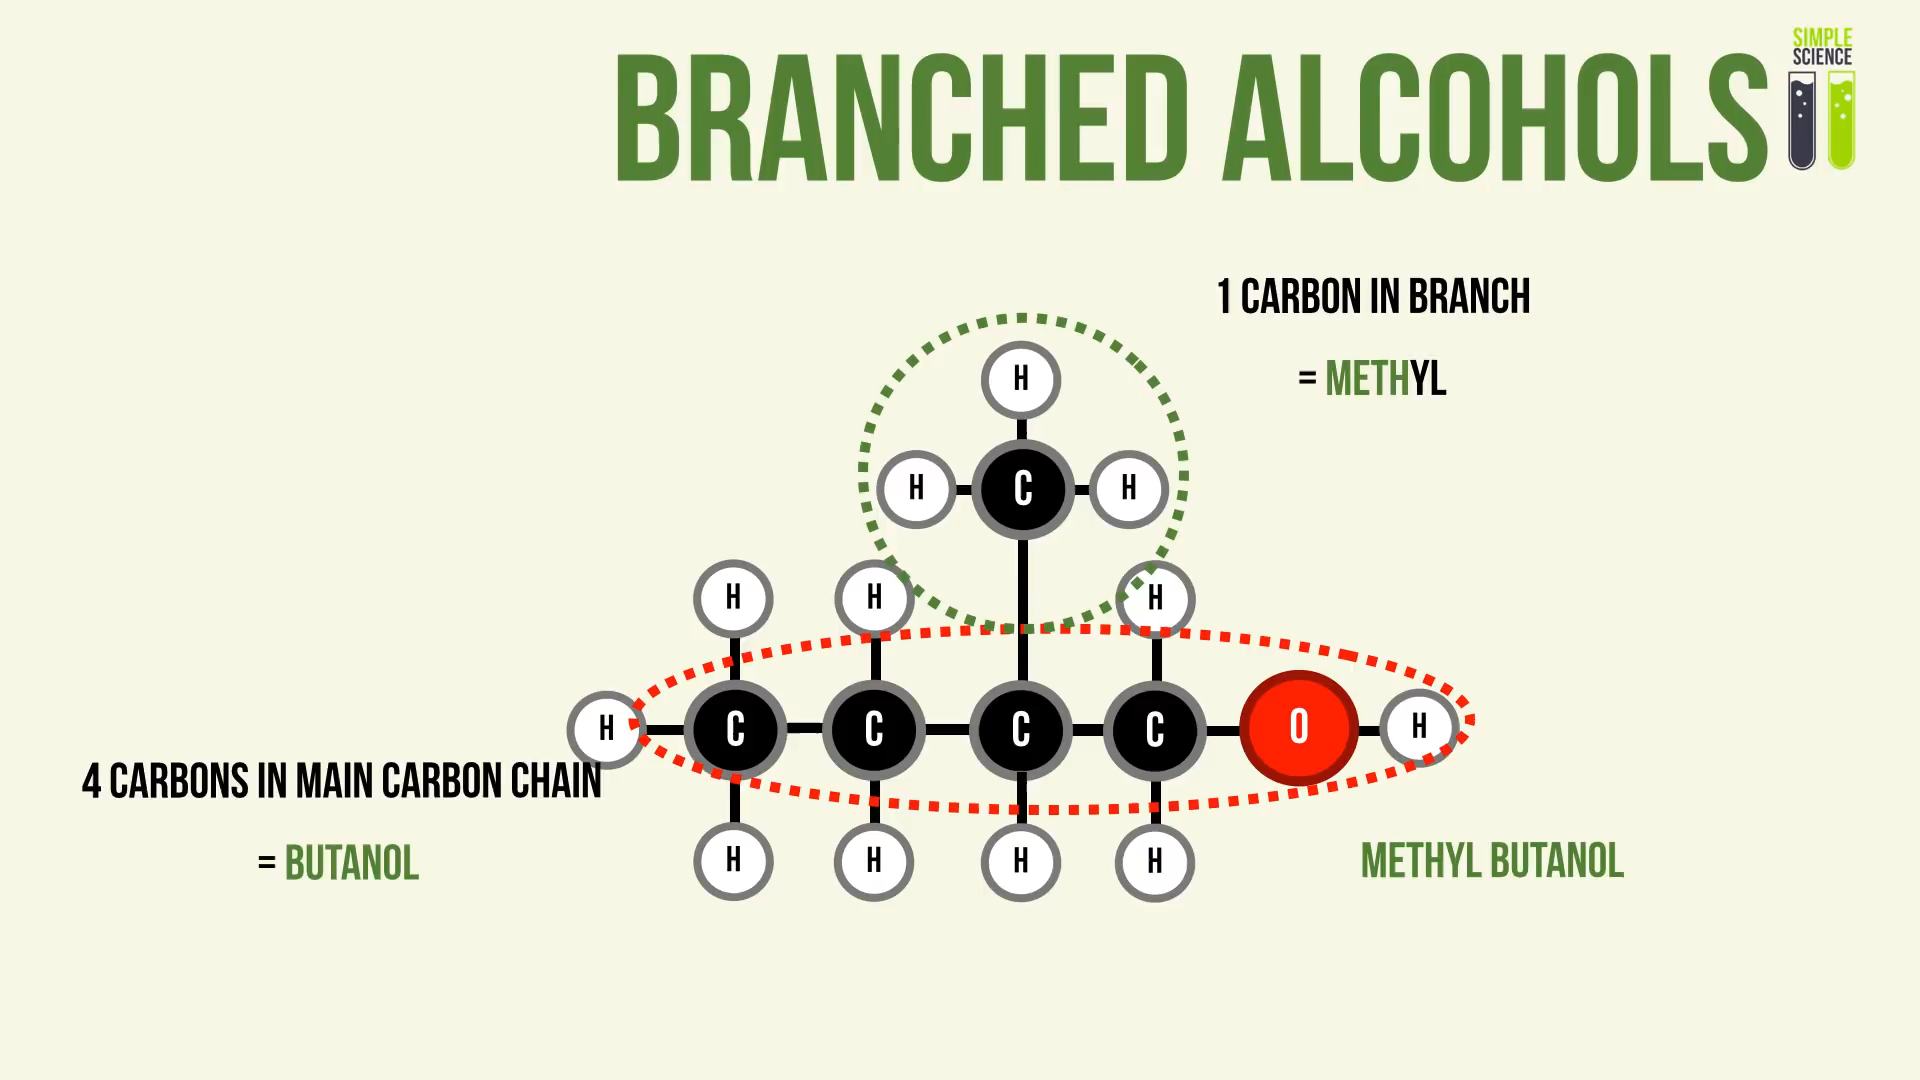 BRANCHED ALCOHOLS
SIMPLE
SCIENCE
1 CARBON IN BRANCH
= METHYL
H
H C H
H H H
H C C C C O H
4 CARBONS IN MAIN CARBON CHAIN
= BUTANOL
H H H H
METHYL BUTANOL